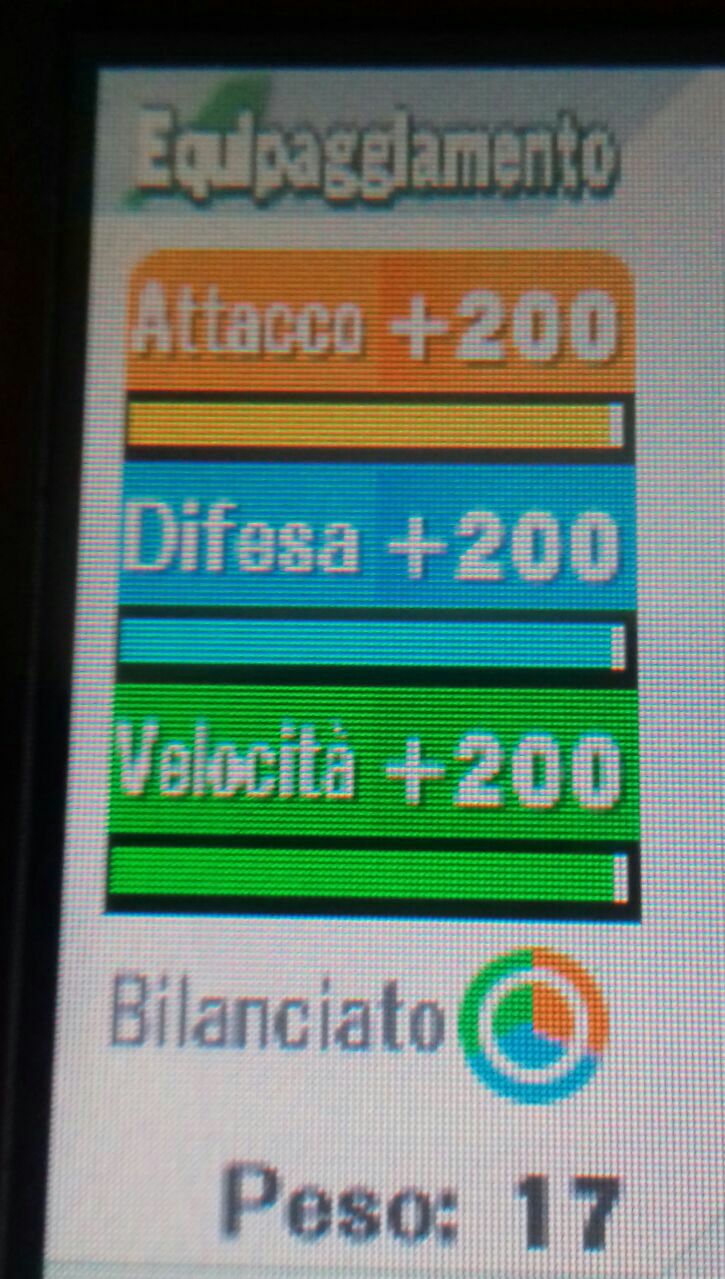 Equipaggiamento
Attacco +200
Difesa +200
Velocità +200
Bilanciato
Peso: 17